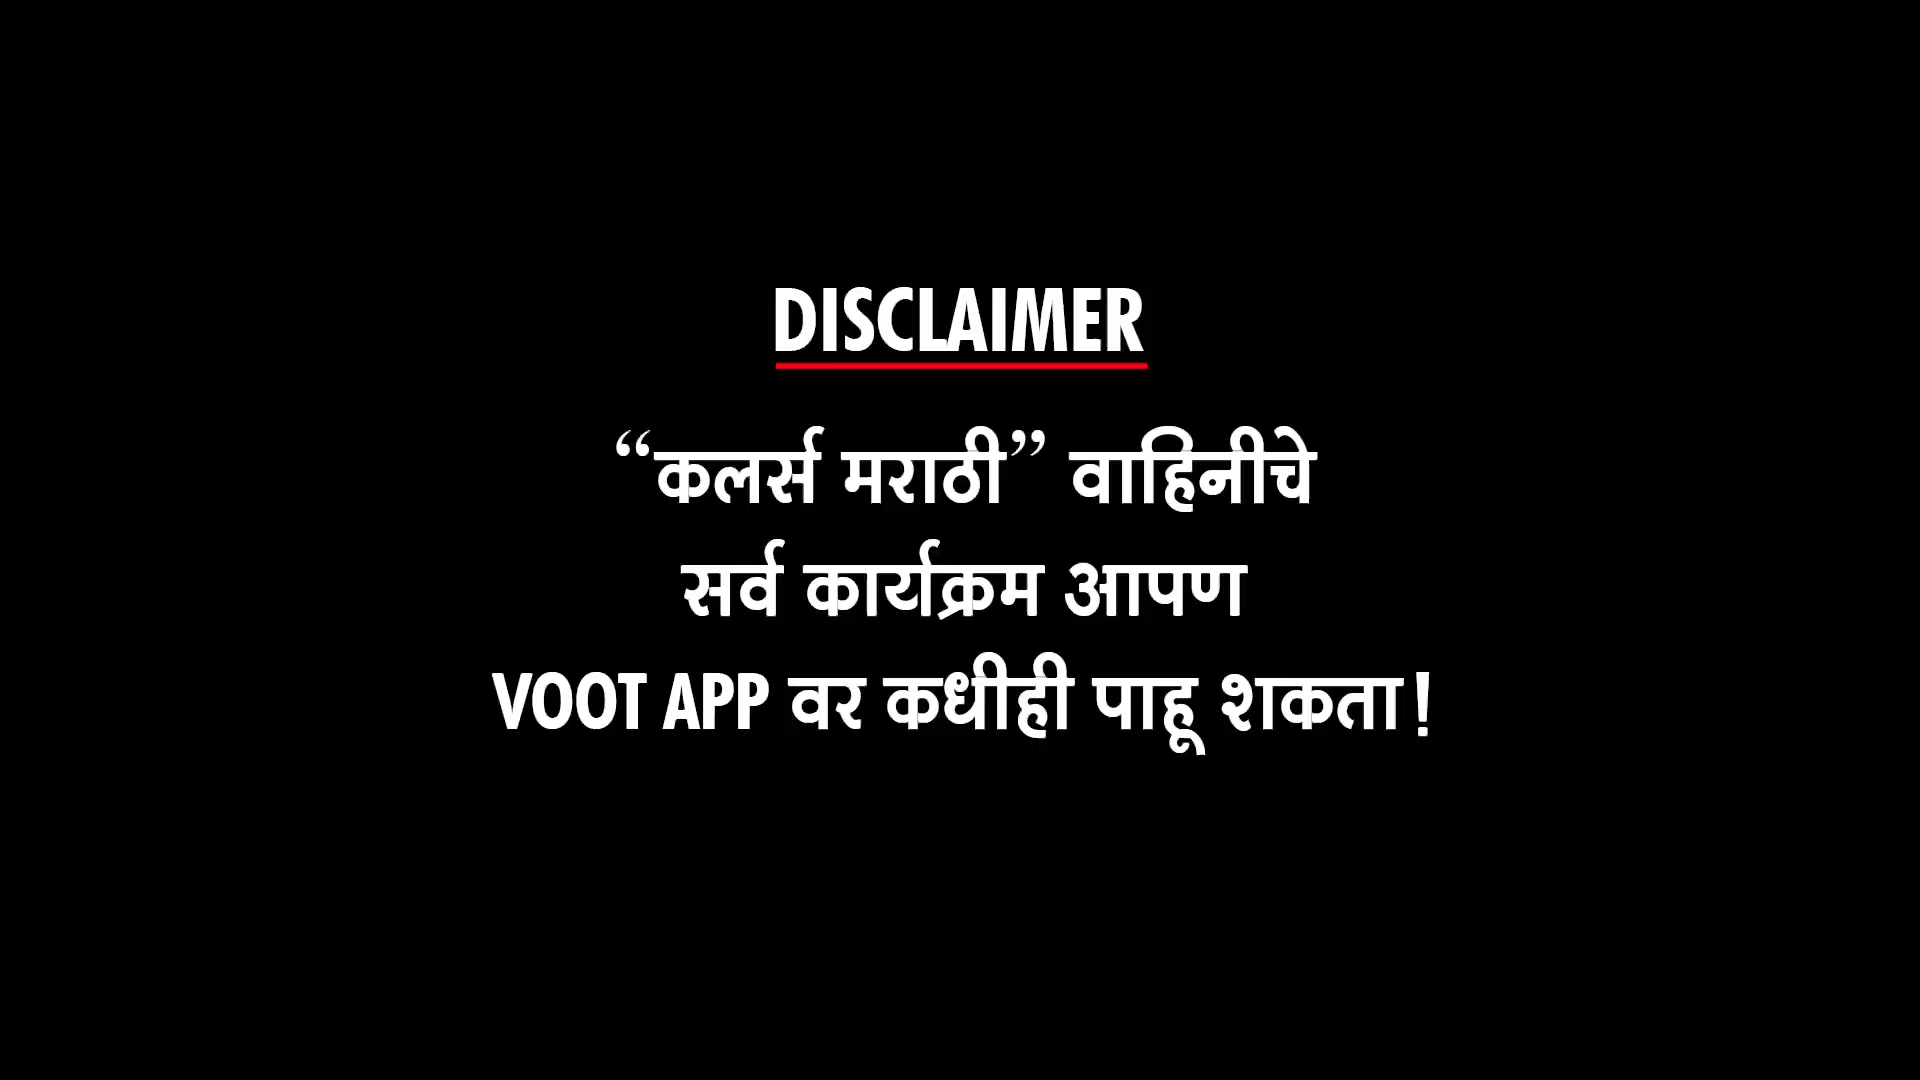 DISCLAIMER
“कलर्स मराठी” वाहिनीचे
सर्व कार्यक्रम आपण
VOOT APP वर कधीही पाहू शकता!